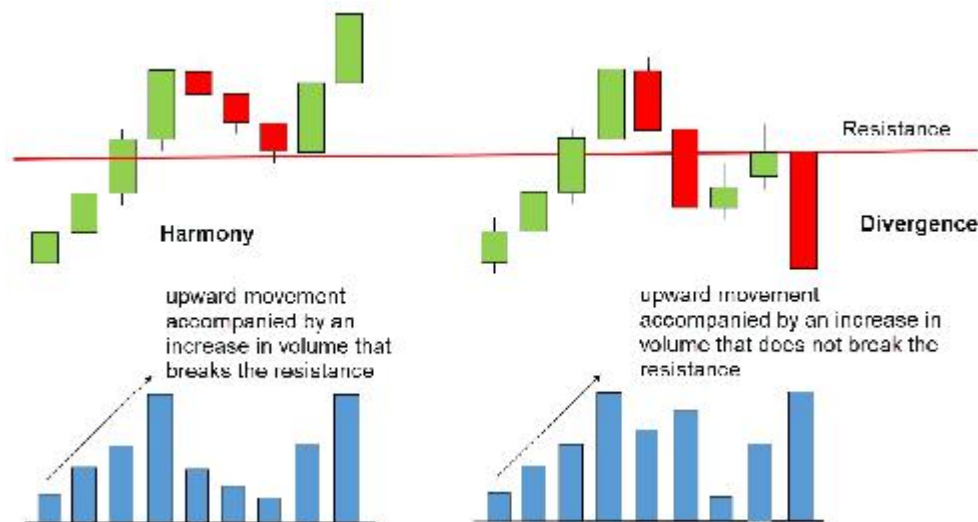 Resistance
Harmony
Divergence
upward movement
accompanied by an
increase in volume that
breaks the resistance
upward movement
accompanied by an increase in
volume that does not break the
resistance